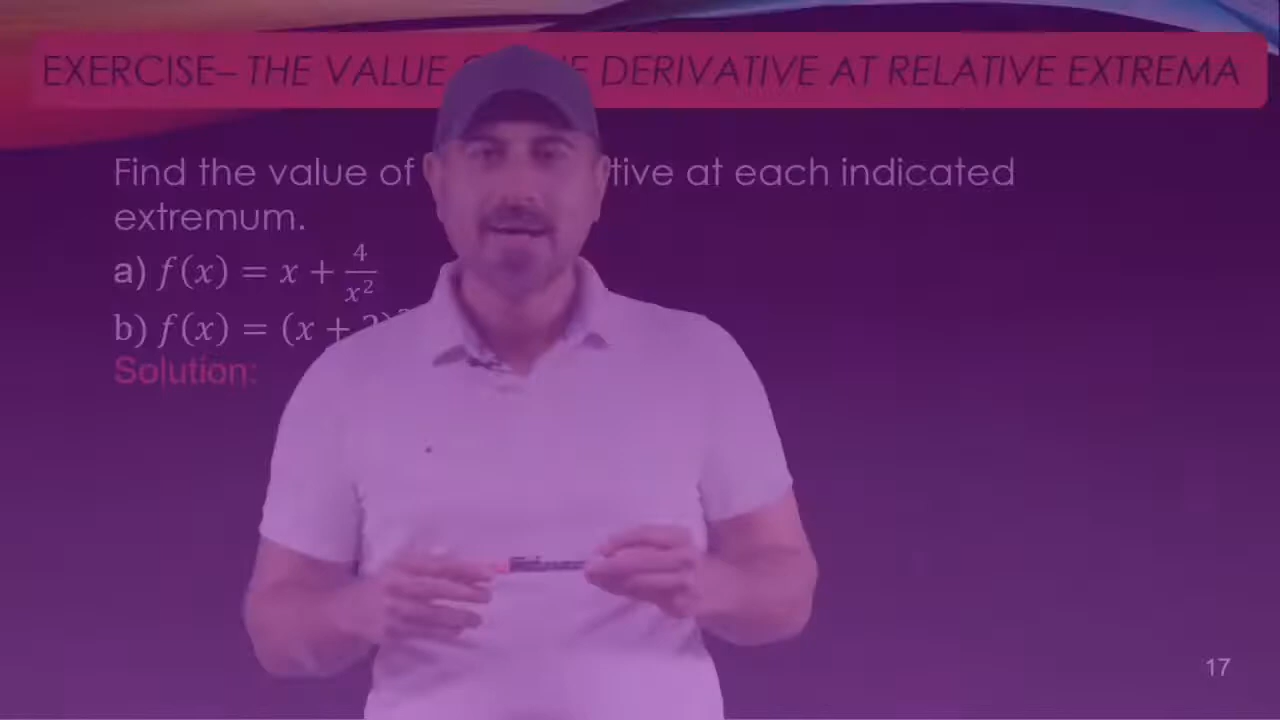 EXERCISE– THE VALUE DERIVATIVE AT RELATIVE EXTREMA
Find the value of tive at each indicated
extremum.
a) f(x) = x + 4/x²
b) f(x) = (x +
Solution:
17